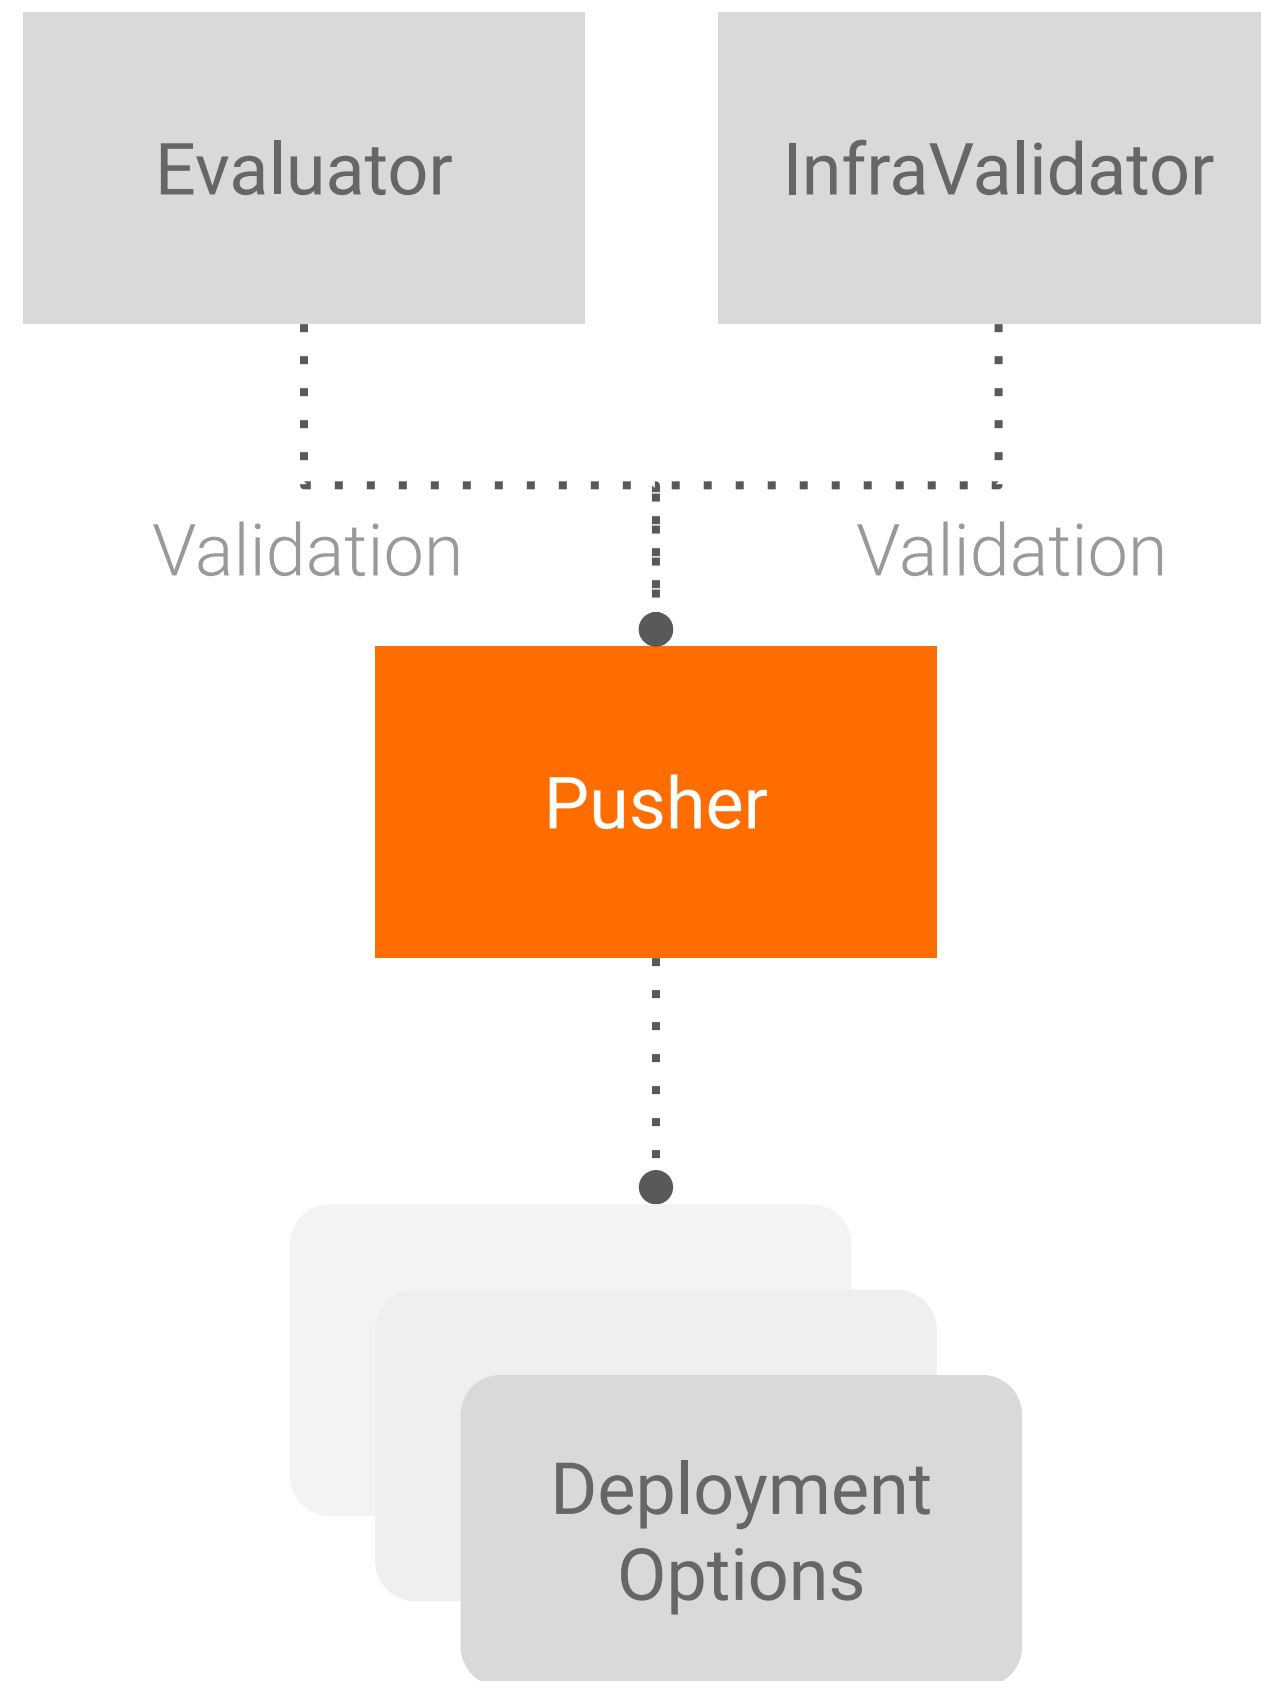 Evaluator
InfraValidator
Validation
Validation
Pusher
Deployment
Options